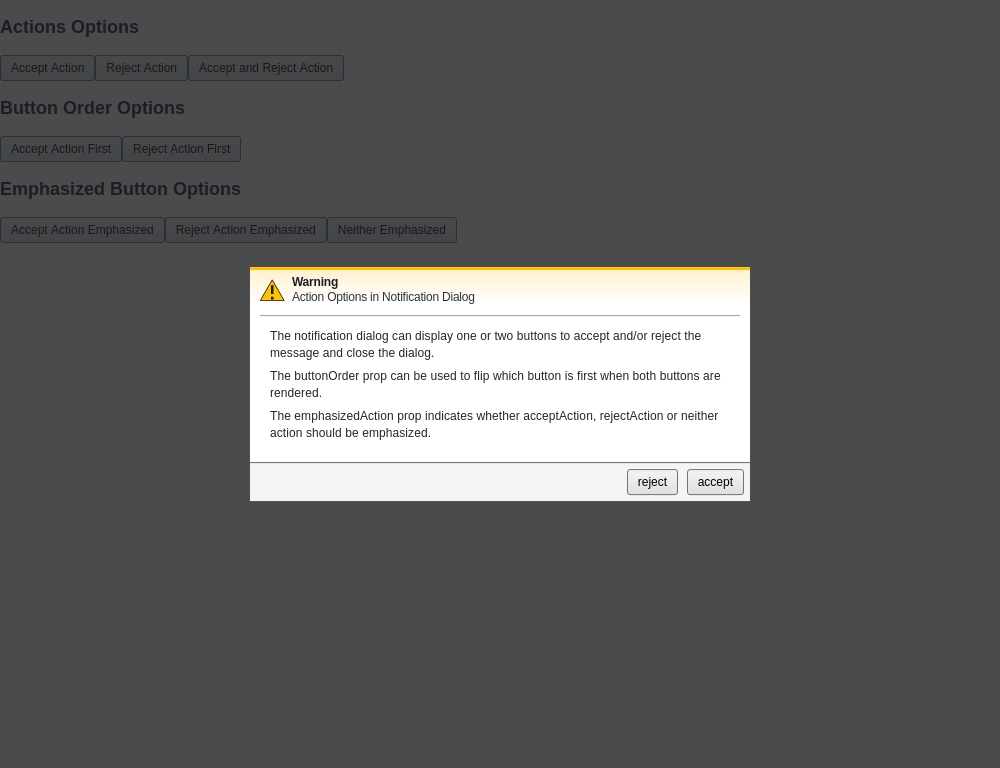 Actions Options
Accept Action Reject Action Accept and Reject Action
Button Order Options
Accept Action First Reject Action First
Emphasized Button Options
Accept Action Emphasized Reject Action Emphasized Neither Emphasized
Warning
Action Options in Notification Dialog
The notification dialog can display one or two buttons to accept and/or reject the
message and close the dialog.
The buttonOrder prop can be used to flip which button is first when both buttons are
rendered.
The emphasizedAction prop indicates whether acceptAction, rejectAction or neither
action should be emphasized.
reject accept